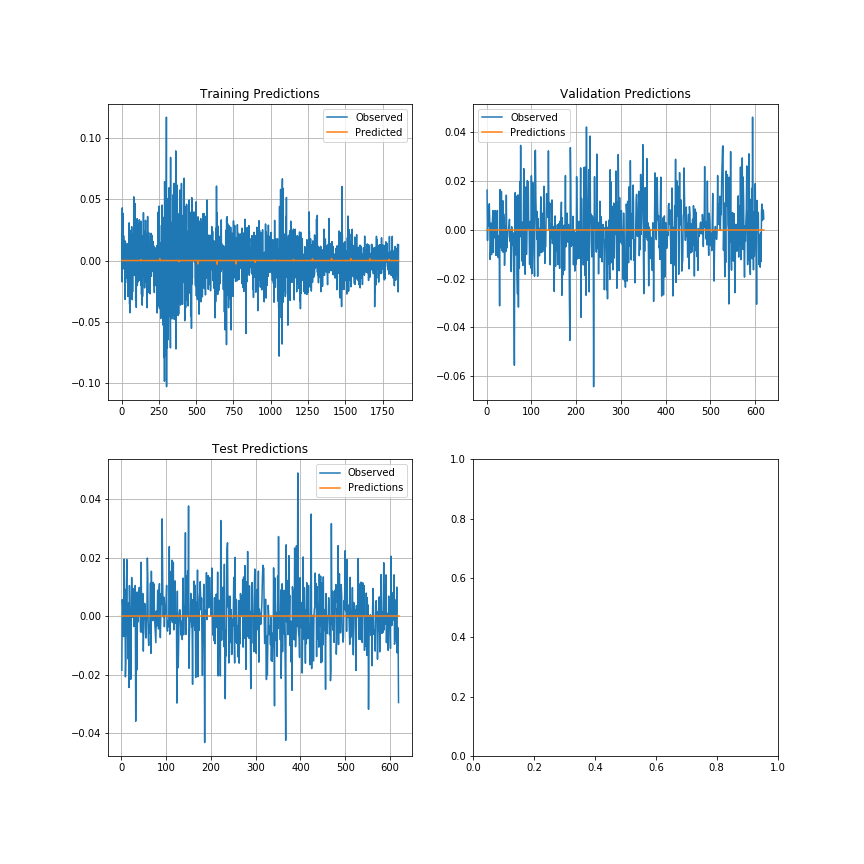 Training Predictions
Observed
Predicted
0.10
0.05
0.00
−0.05
−0.10
0 250 500 750 1000 1250 1500 1750
Validation Predictions
Observed
Predictions
0.04
0.02
0.00
−0.02
−0.04
−0.06
0 100 200 300 400 500 600
Test Predictions
Observed
Predictions
0.04
0.02
0.00
−0.02
−0.04
0 100 200 300 400 500 600
1.0
0.8
0.6
0.4
0.2
0.0
0.0 0.2 0.4 0.6 0.8 1.0